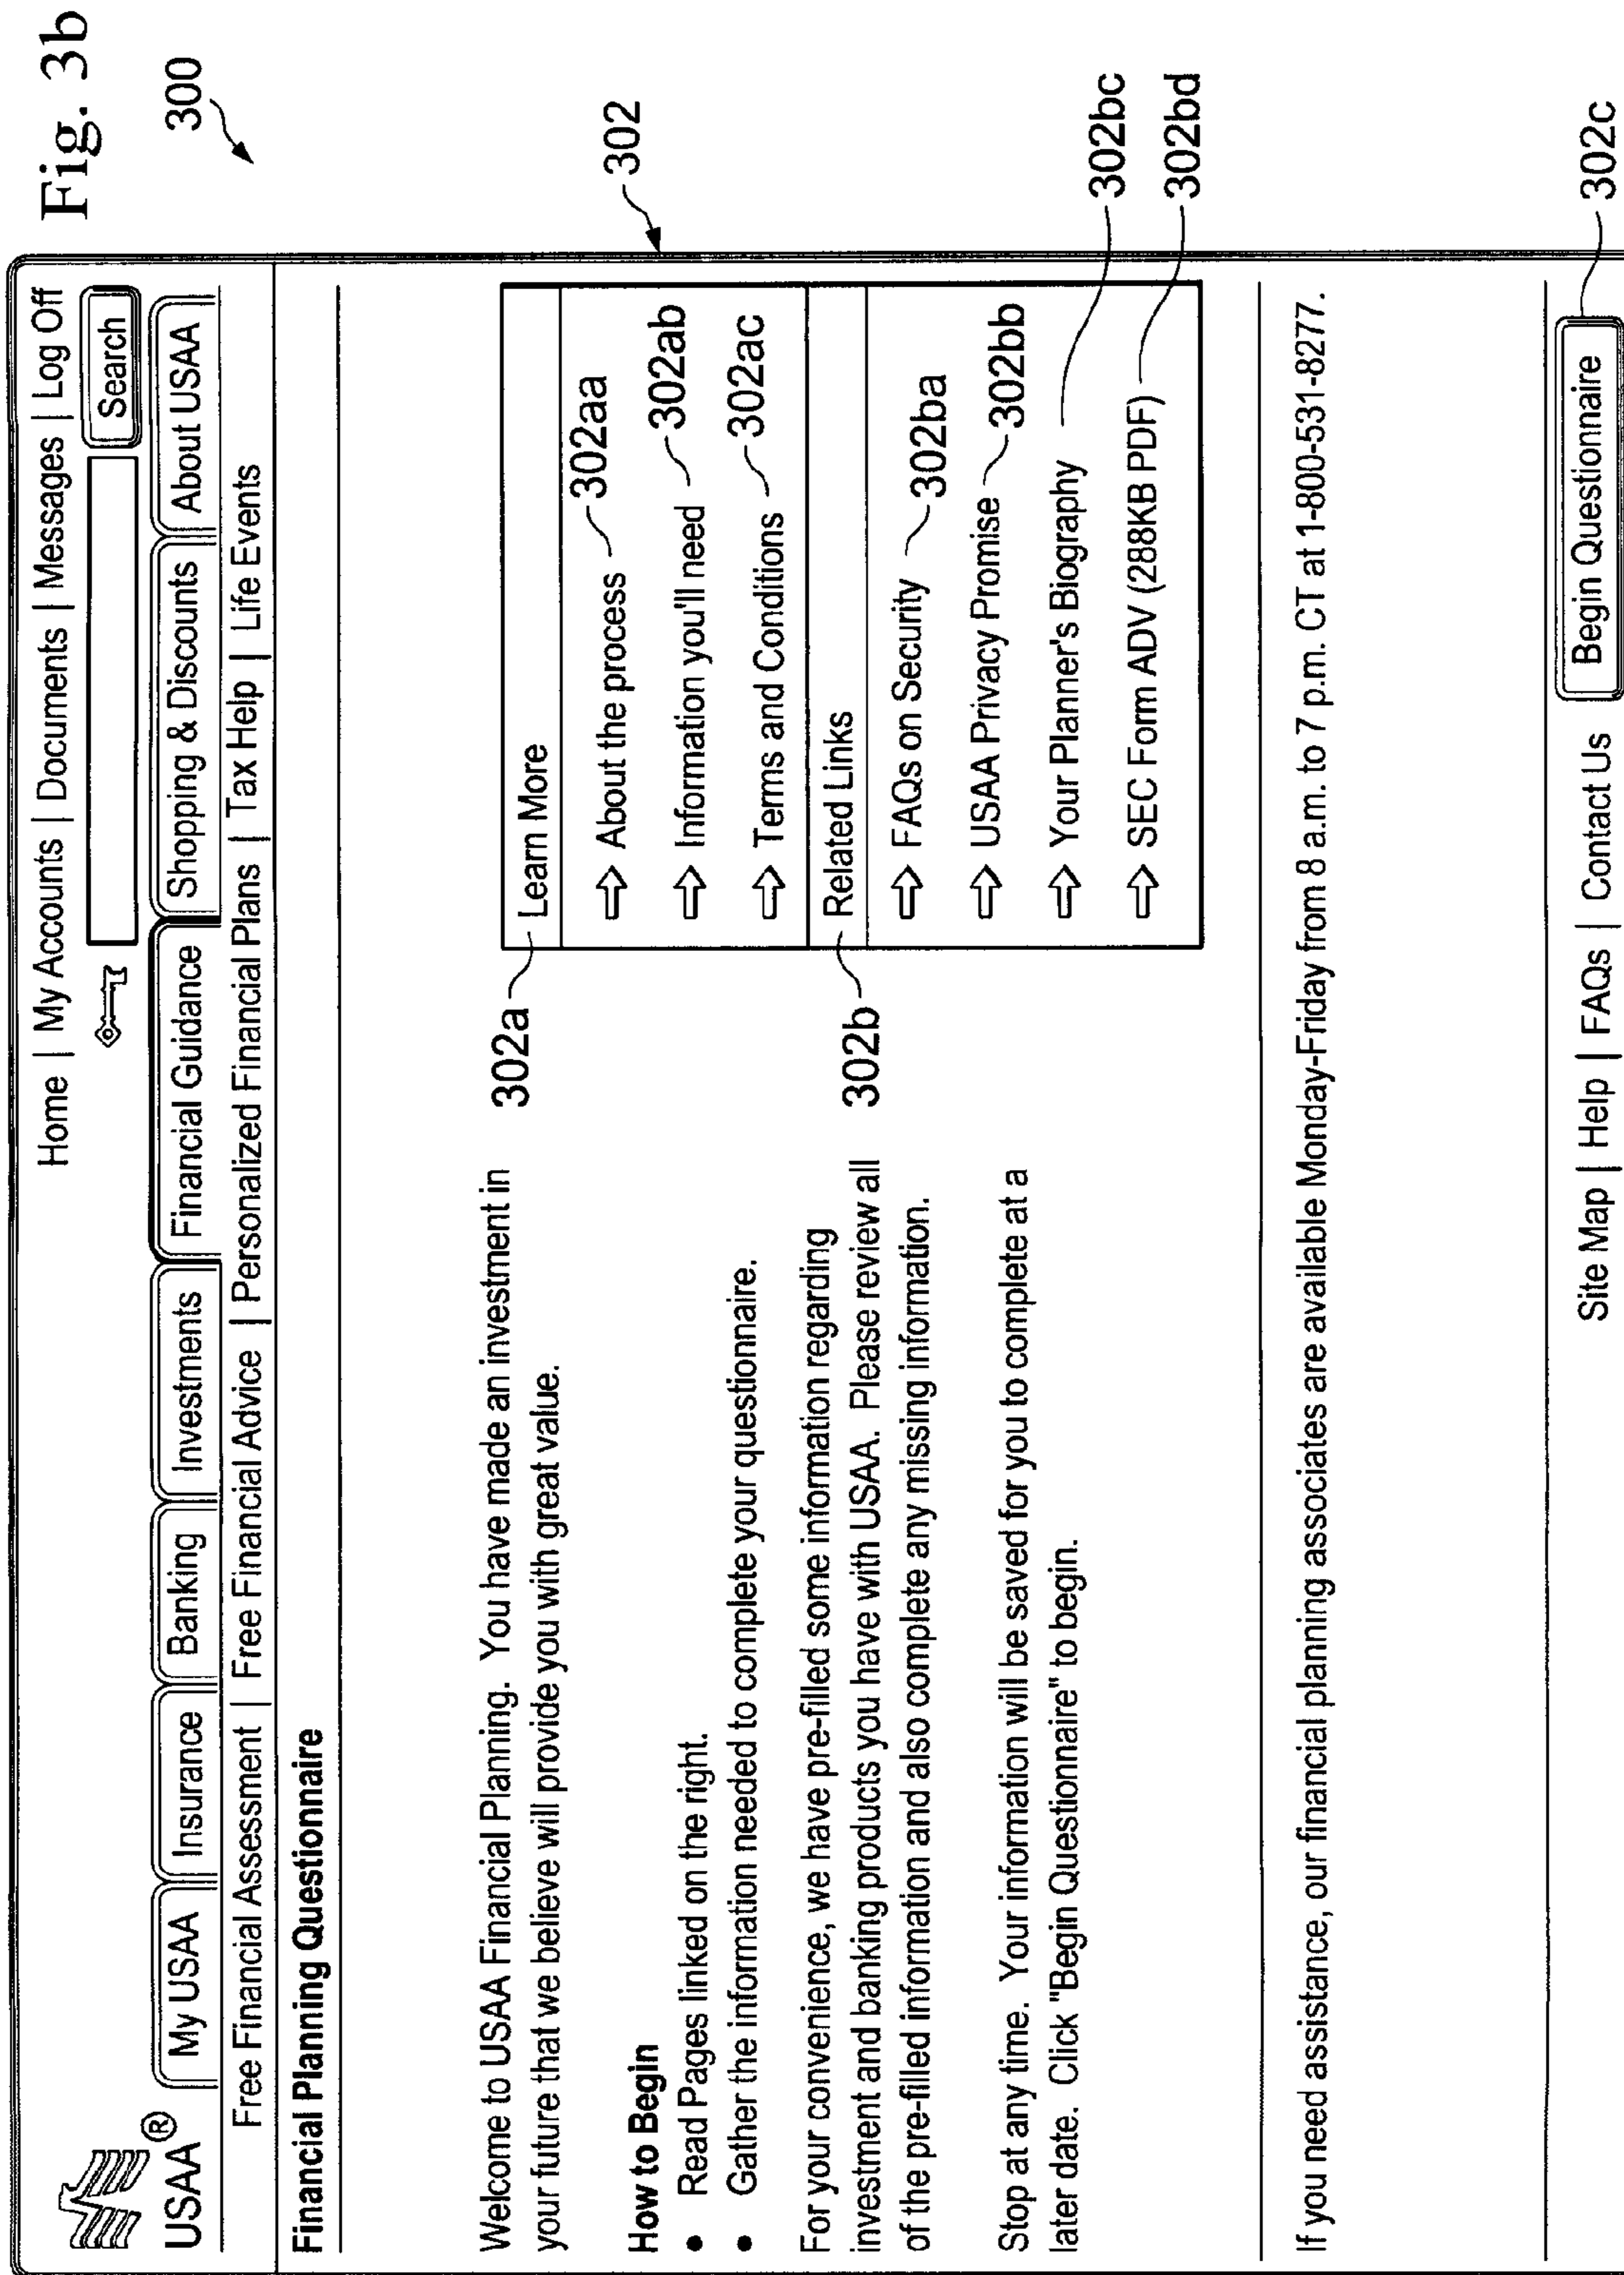 Fig. 3b
300
Home | My Accounts | Documents | Messages | Log Off
Search
USAA®
My USAA
Insurance
Banking
Investments
Financial Guidance
Shopping & Discounts
About USAA
Free Financial Assessment | Free Financial Advice | Personalized Financial Plans | Tax Help | Life Events
Financial Planning Questionnaire
302
Welcome to USAA Financial Planning. You have made an investment in
your future that we believe will provide you with great value.
How to Begin
• Read Pages linked on the right.
• Gather the information needed to complete your questionnaire.
For your convenience, we have pre-filled some information regarding
investment and banking products you have with USAA. Please review all
of the pre-filled information and also complete any missing information.
Stop at any time. Your information will be saved for you to complete at a
later date. Click "Begin Questionnaire" to begin.
302a
Learn More
⇨ About the process 302aa
⇨ Information you'll need 302ab
⇨ Terms and Conditions 302ac
302b
Related Links
⇨ FAQs on Security 302ba
⇨ USAA Privacy Promise 302bb
⇨ Your Planner's Biography 302bc
⇨ SEC Form ADV (288KB PDF) 302bd
If you need assistance, our financial planning associates are available Monday-Friday from 8 a.m. to 7 p.m. CT at 1-800-531-8277.
Site Map | Help | FAQs | Contact Us
Begin Questionnaire
302c